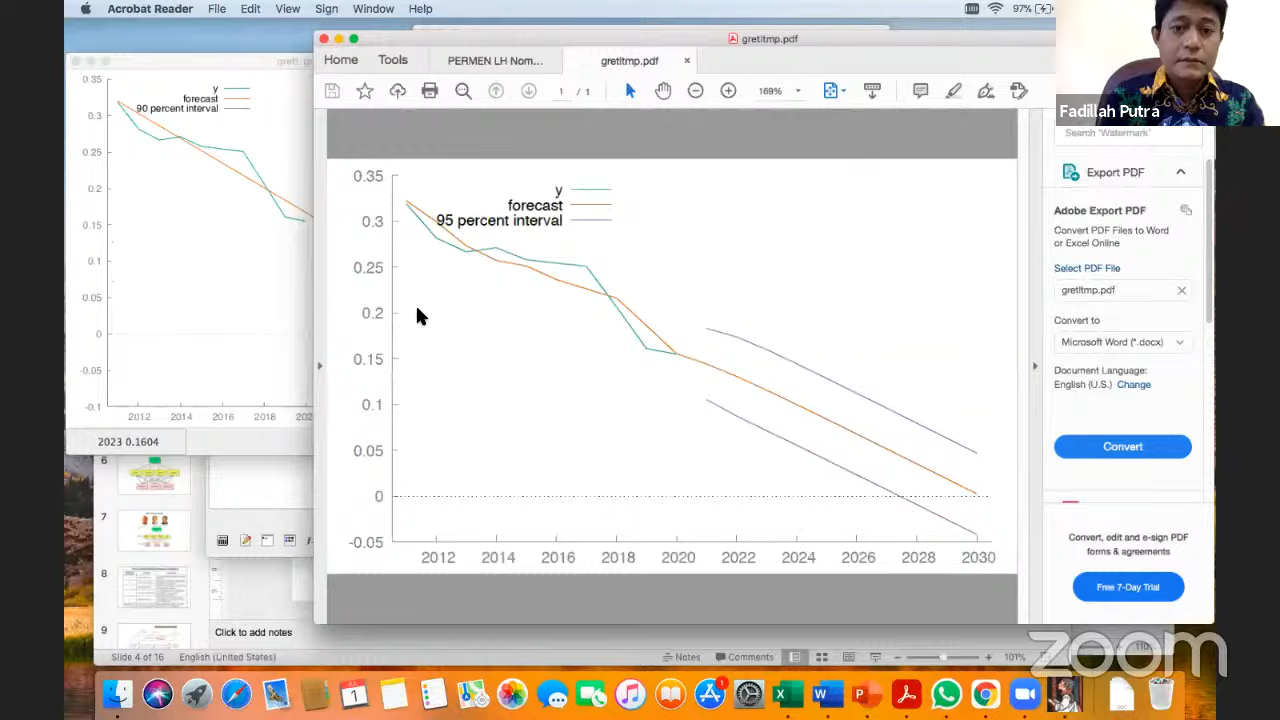 Acrobat Reader File Edit View Sign Window Help
97%
gretltmp.pdf
Home Tools PERMEN LH Nom... gretltmp.pdf ×
1 / 1
169%
Fadillah Putra
Search 'Watermark'
Export PDF
Adobe Export PDF
Convert PDF Files to Word
or Excel Online
Select PDF File
gretltmp.pdf
Convert to
Microsoft Word (*.docx)
Document Language:
English (U.S.) Change
Convert
Convert, edit and e-sign PDF
forms & agreements
Free 7-Day Trial
0.35
0.3
0.25
0.2
0.15
0.1
0.05
0
-0.05
-0.1
y
forecast
90 percent interval
2012 2014 2016 2018
2023 0.1604
0.35
0.3
0.25
0.2
0.15
0.1
0.05
0
-0.05
y
forecast
95 percent interval
2012 2014 2016 2018 2020 2022 2024 2026 2028 2030
6
7
8
9
Click to add notes
Slide 4 of 16 English (United States)
Notes Comments
101%
110%
zoom
1
1